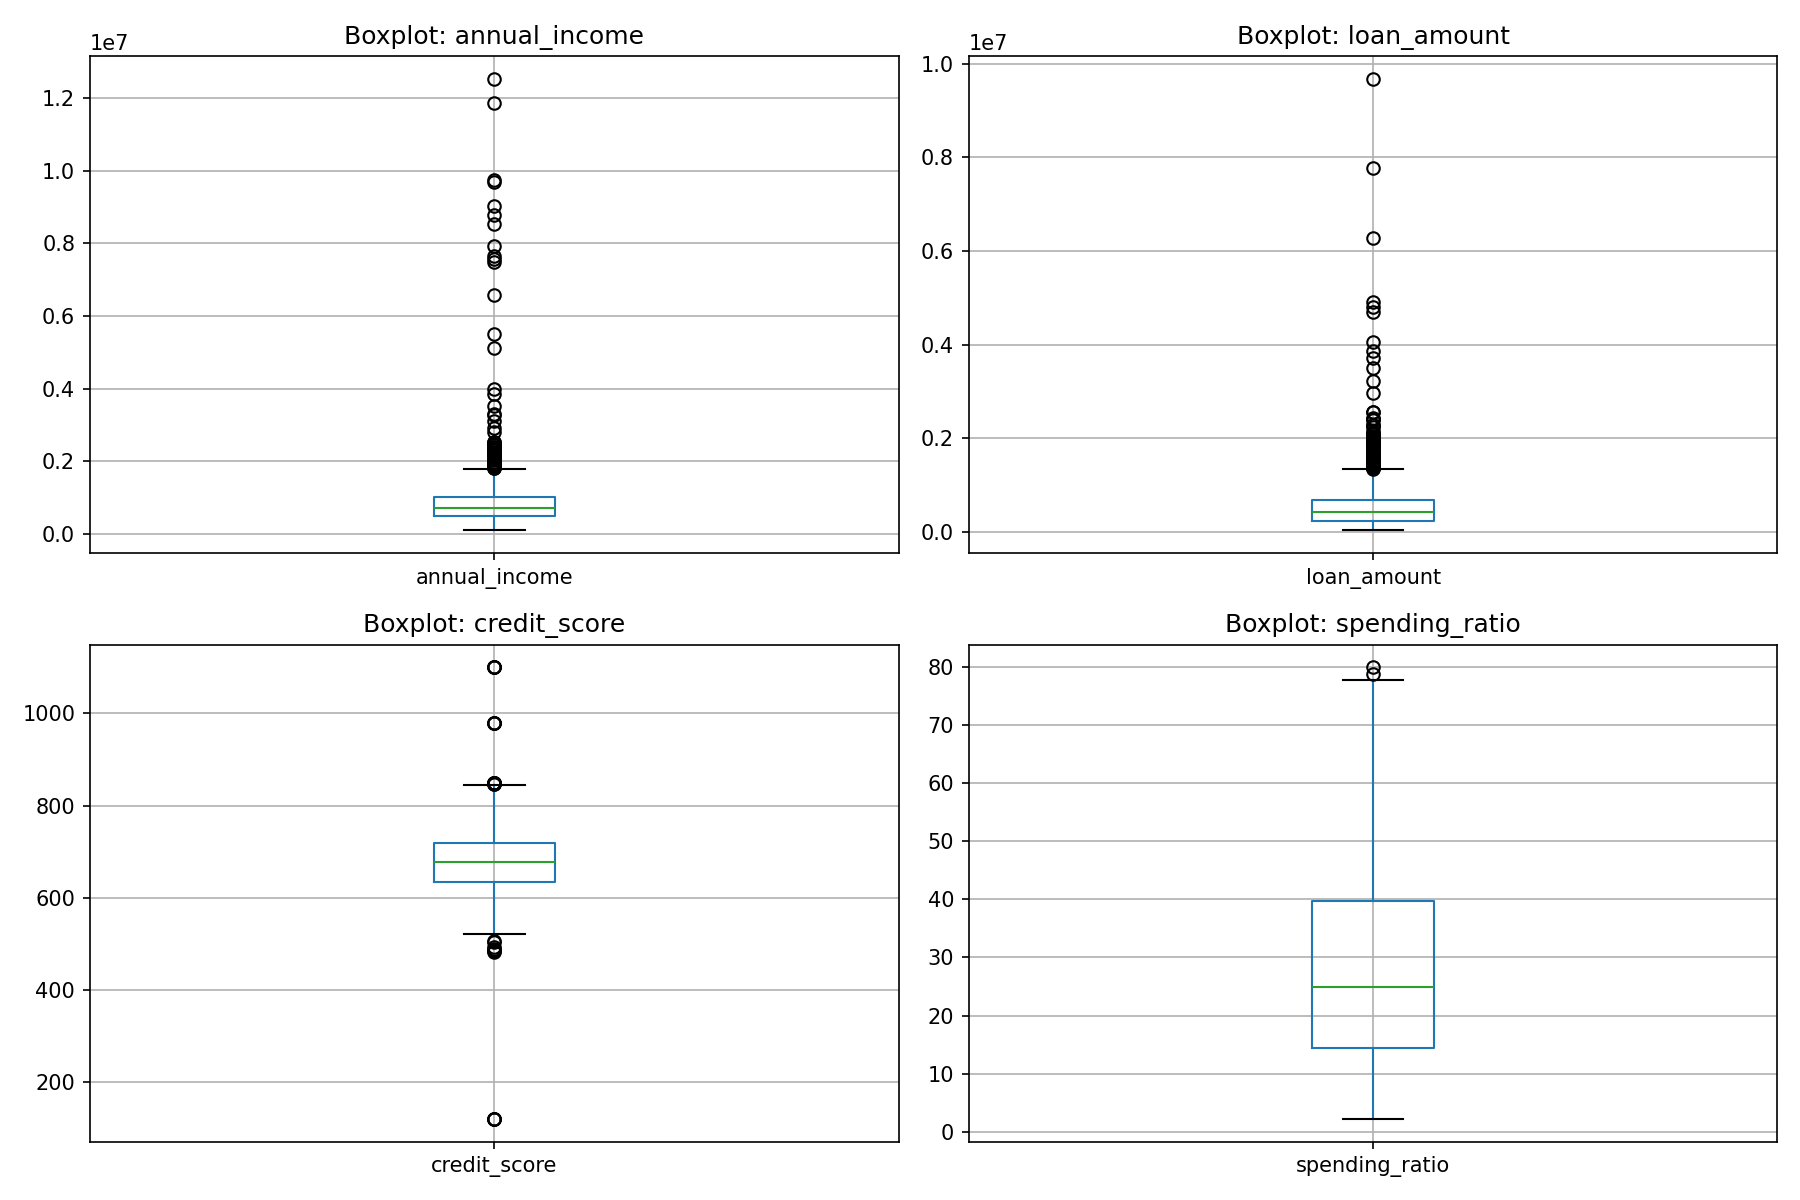 Boxplot: annual_income
1e7
1.2
1.0
0.8
0.6
0.4
0.2
0.0
annual_income
Boxplot: loan_amount
1e7
1.0
0.8
0.6
0.4
0.2
0.0
loan_amount
Boxplot: credit_score
1000
800
600
400
200
credit_score
Boxplot: spending_ratio
80
70
60
50
40
30
20
10
0
spending_ratio